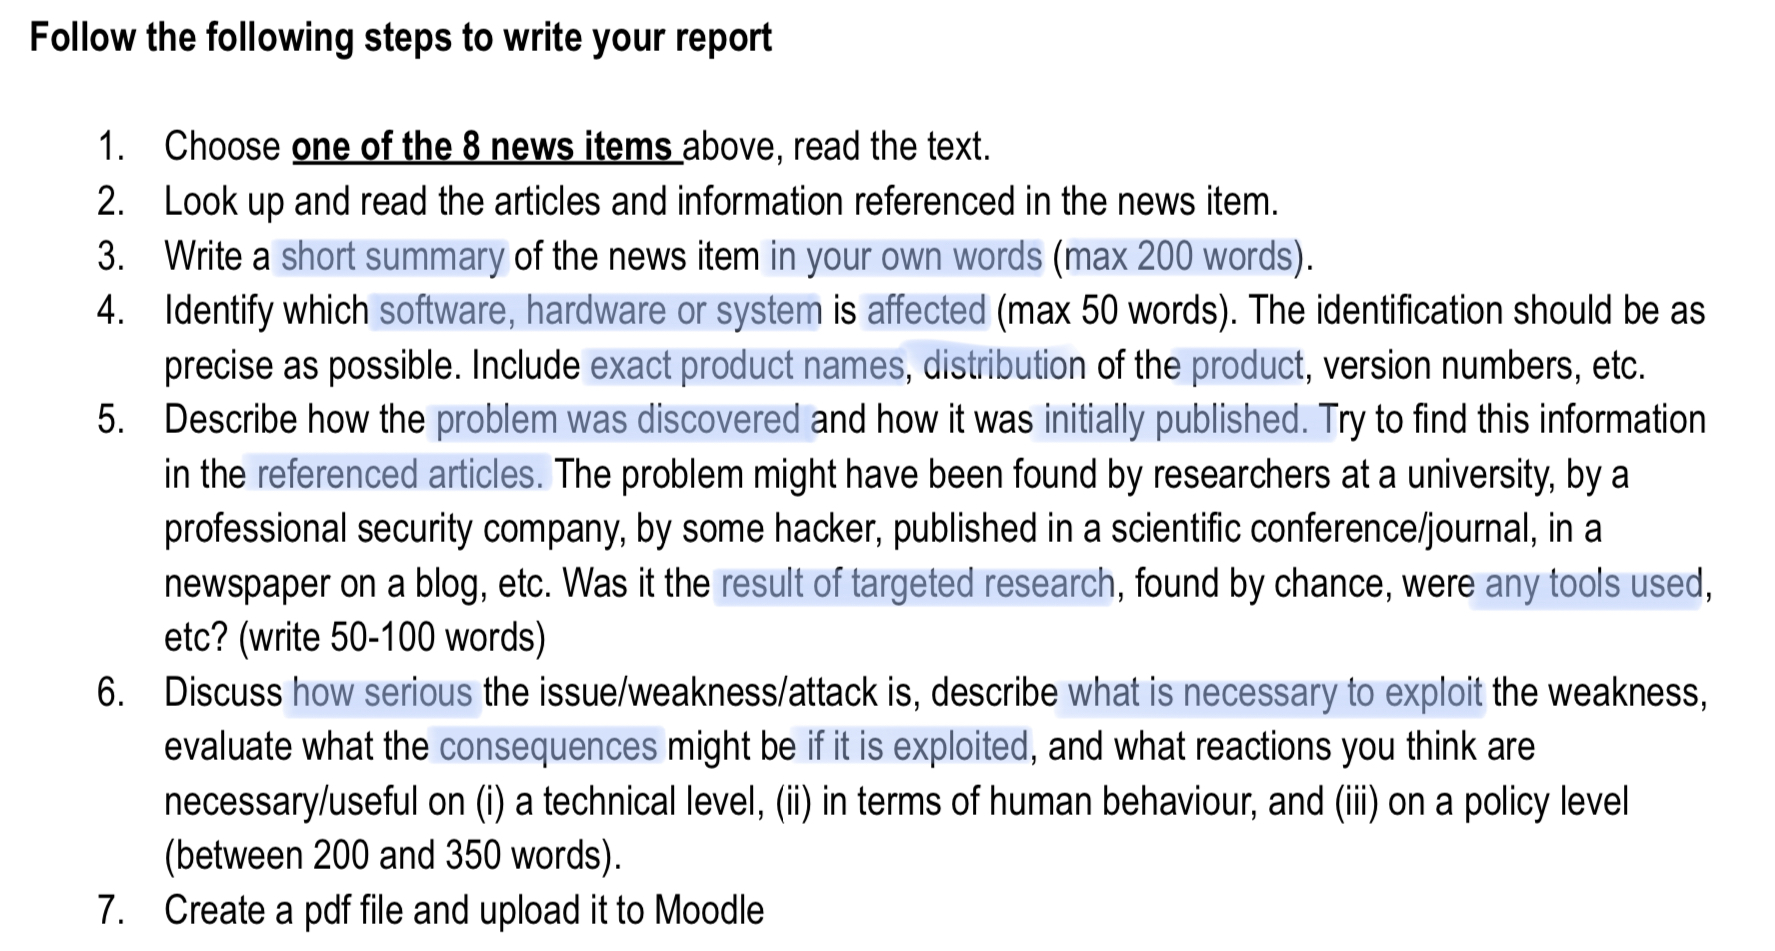 Follow the following steps to write your report
1. Choose one of the 8 news items above, read the text.
2. Look up and read the articles and information referenced in the news item.
3. Write a short summary of the news item in your own words (max 200 words).
4. Identify which software, hardware or system is affected (max 50 words). The identification should be as
precise as possible. Include exact product names, distribution of the product, version numbers, etc.
5. Describe how the problem was discovered and how it was initially published. Try to find this information
in the referenced articles. The problem might have been found by researchers at a university, by a
professional security company, by some hacker, published in a scientific conference/journal, in a
newspaper on a blog, etc. Was it the result of targeted research, found by chance, were any tools used,
etc? (write 50-100 words)
6. Discuss how serious the issue/weakness/attack is, describe what is necessary to exploit the weakness,
evaluate what the consequences might be if it is exploited, and what reactions you think are
necessary/useful on (i) a technical level, (ii) in terms of human behaviour, and (iii) on a policy level
(between 200 and 350 words).
7. Create a pdf file and upload it to Moodle